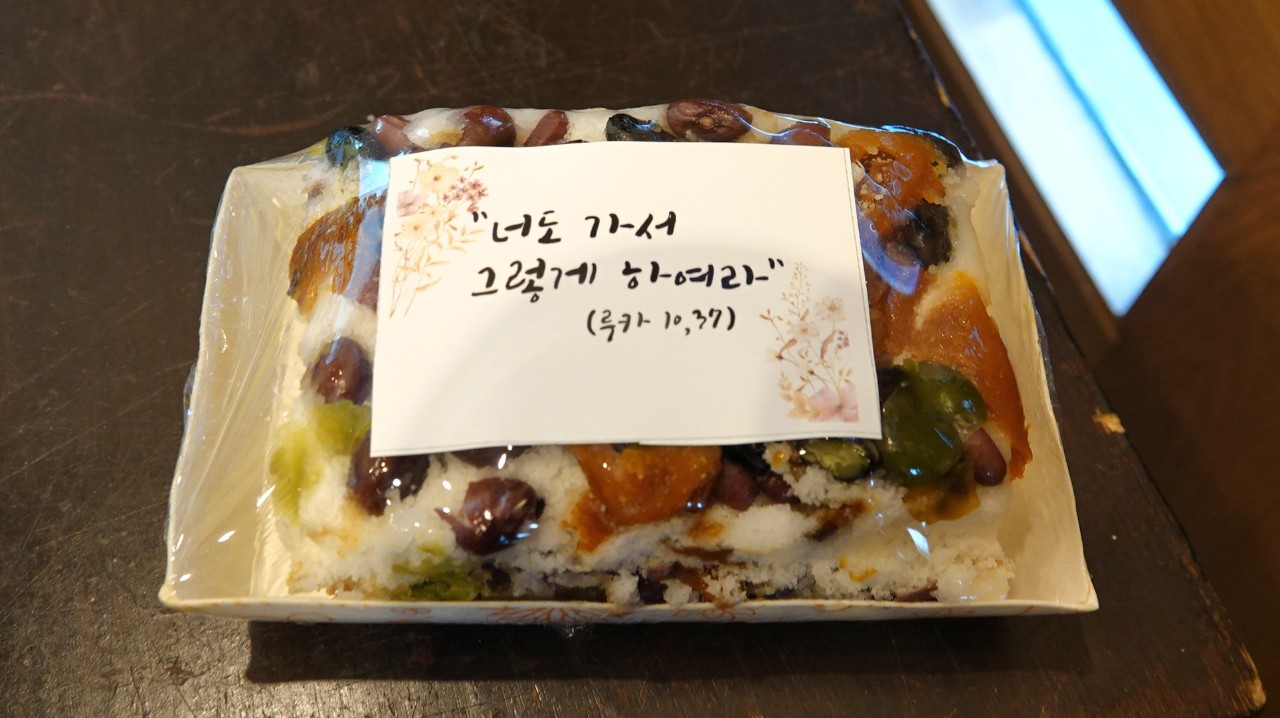 "너도 가서
그렇게 하여라"
(루카 10,37)